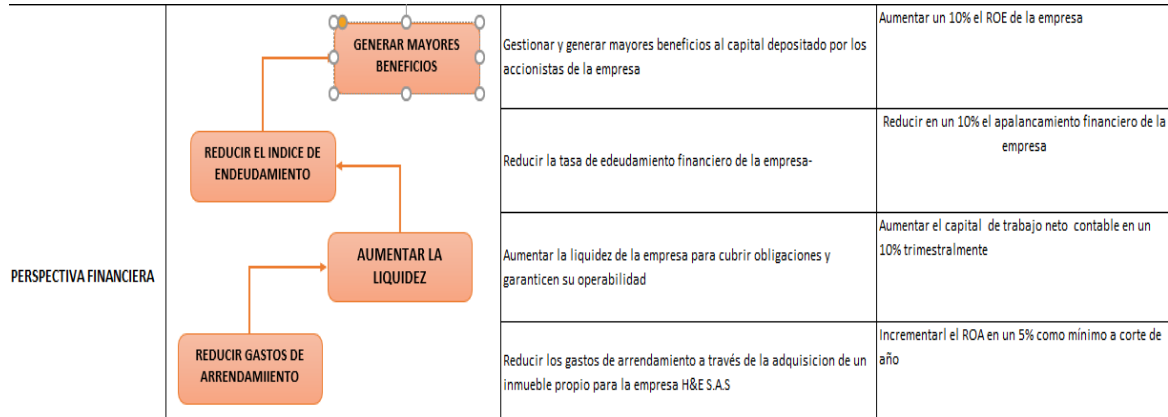 GENERAR MAYORES
BENEFICIOS
Gestionar y generar mayores beneficios al capital depositado por los
accionistas de la empresa
Aumentar un 10% el ROE de la empresa
REDUCIR EL INDICE DE
ENDEUDAMIENTO
Reducir la tasa de edeudamiento financiero de la empresa-
Reducir en un 10% el apalancamiento financiero de la
empresa
PERSPECTIVA FINANCIERA
AUMENTAR LA
LIQUIDEZ
Aumentar la liquidez de la empresa para cubrir obligaciones y
garanticen su operabilidad
Aumentar el capital de trabajo neto contable en un
10% trimestralmente
REDUCIR GASTOS DE
ARRENDAMIIENTO
Reducir los gastos de arrendamiento a través de la adquisicion de un
inmueble propio para la empresa H&E S.A.S
Incrementarl el ROA en un 5% como mínimo a corte de
año